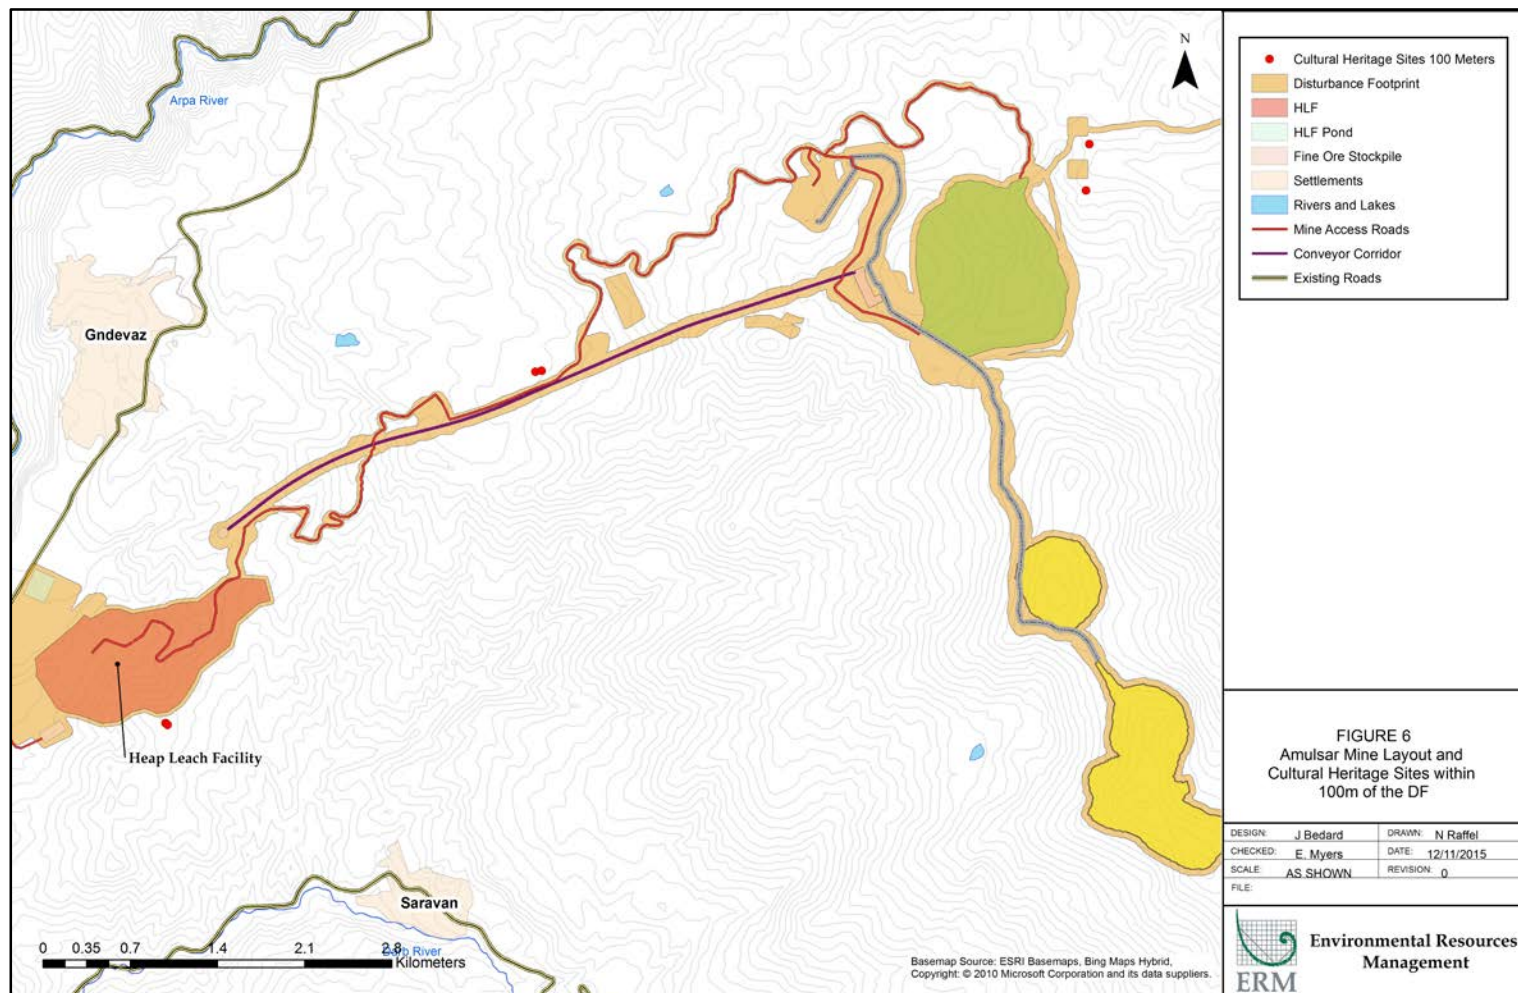 Arpa River
Gndevaz
Heap Leach Facility
Saravan
Darb River
0 0.35 0.7 1.4 2.1 2.8
Kilometers
Basemap Source: ESRI Basemaps, Bing Maps Hybrid,
Copyright: © 2010 Microsoft Corporation and its data suppliers.
N
Cultural Heritage Sites 100 Meters
Disturbance Footprint
HLF
HLF Pond
Fine Ore Stockpile
Settlements
Rivers and Lakes
Mine Access Roads
Conveyor Corridor
Existing Roads
FIGURE 6
Amulsar Mine Layout and
Cultural Heritage Sites within
100m of the DF
DESIGN: J Bedard DRAWN: N Raffel
CHECKED: E. Myers DATE: 12/11/2015
SCALE: AS SHOWN REVISION: 0
FILE:
ERM
Environmental Resources
Management